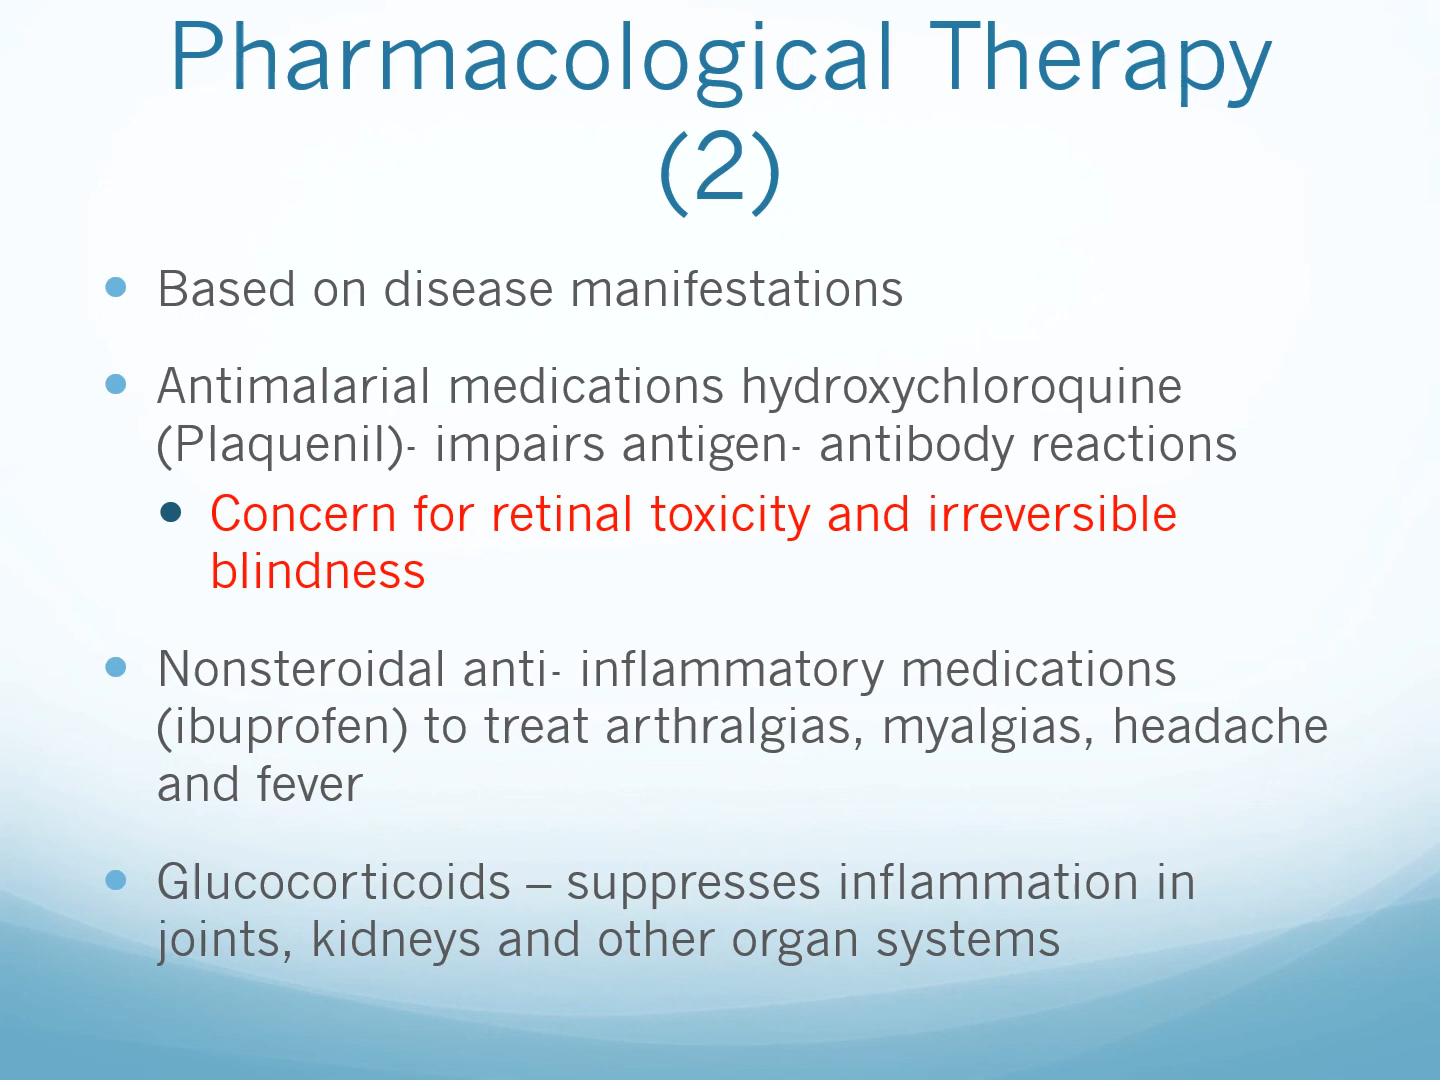 Pharmacological Therapy
(2)
Based on disease manifestations
Antimalarial medications hydroxychloroquine
(Plaquenil)- impairs antigen- antibody reactions
Concern for retinal toxicity and irreversible
blindness
Nonsteroidal anti- inflammatory medications
(ibuprofen) to treat arthralgias, myalgias, headache
and fever
Glucocorticoids – suppresses inflammation in
joints, kidneys and other organ systems